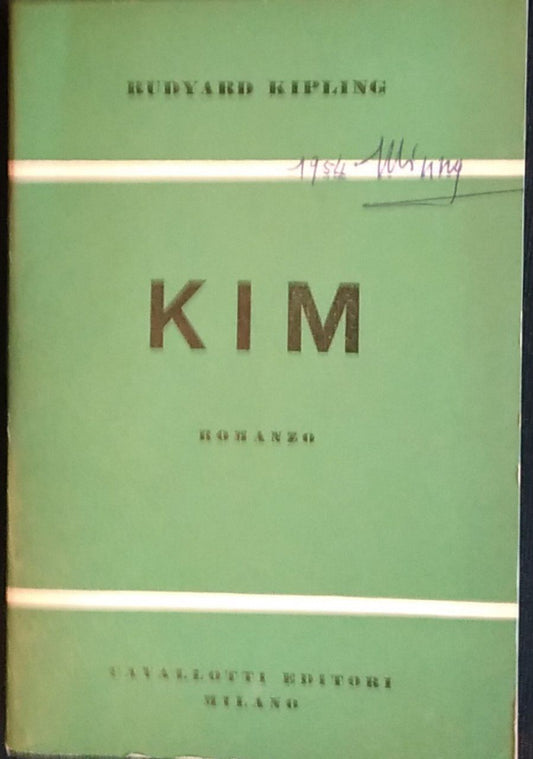 RUDYARD KIPLING
1954
KIM
ROMANZO
CAVALLOTTI EDITORI
MILANO